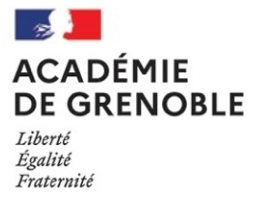 ACADÉMIE
DE GRENOBLE
Liberté
Égalité
Fraternité